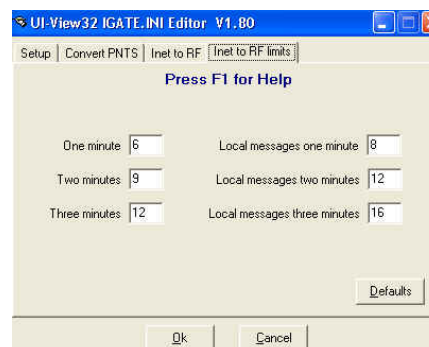 UI-View32 IGATE.INI Editor V1.80
Setup Convert PNTS Inet to RF Inet to RF limits
Press F1 for Help
One minute 6 Local messages one minute 8
Two minutes 9 Local messages two minutes 12
Three minutes 12 Local messages three minutes 16
Defaults
Ok Cancel